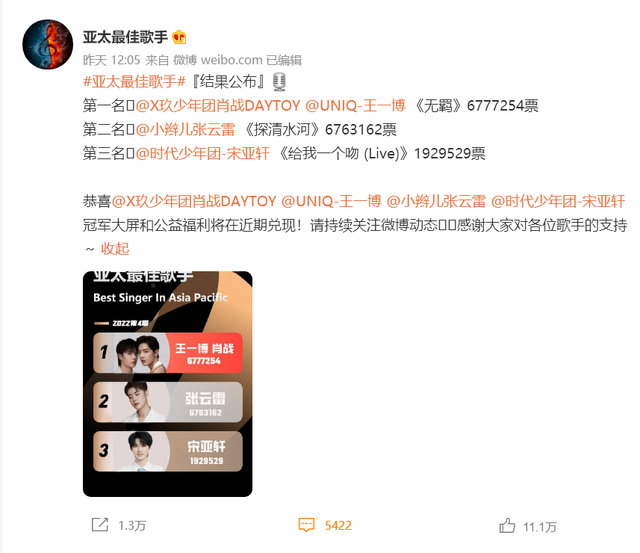 亚太最佳歌手
昨天 12:05 来自 微博 weibo.com 已编辑
#亚太最佳歌手#『结果公布』
第一名@X玖少年团肖战DAYTOY @UNIQ-王一博 《无羁》6777254票
第二名@小辫儿张云雷 《探清水河》6763162票
第三名@时代少年团-宋亚轩 《给我一个吻 (Live)》1929529票
恭喜@X玖少年团肖战DAYTOY @UNIQ-王一博 @小辫儿张云雷 @时代少年团-宋亚轩
冠军大屏和公益福利将在近期兑现！请持续关注微博动态感谢大家对各位歌手的支持
~ 收起
亚太最佳歌手
Best Singer In Asia Pacific
2022第4期
1 王一博 肖战
6777254
2 张云雷
6763162
3 宋亚轩
1929529
1.3万 5422 11.1万